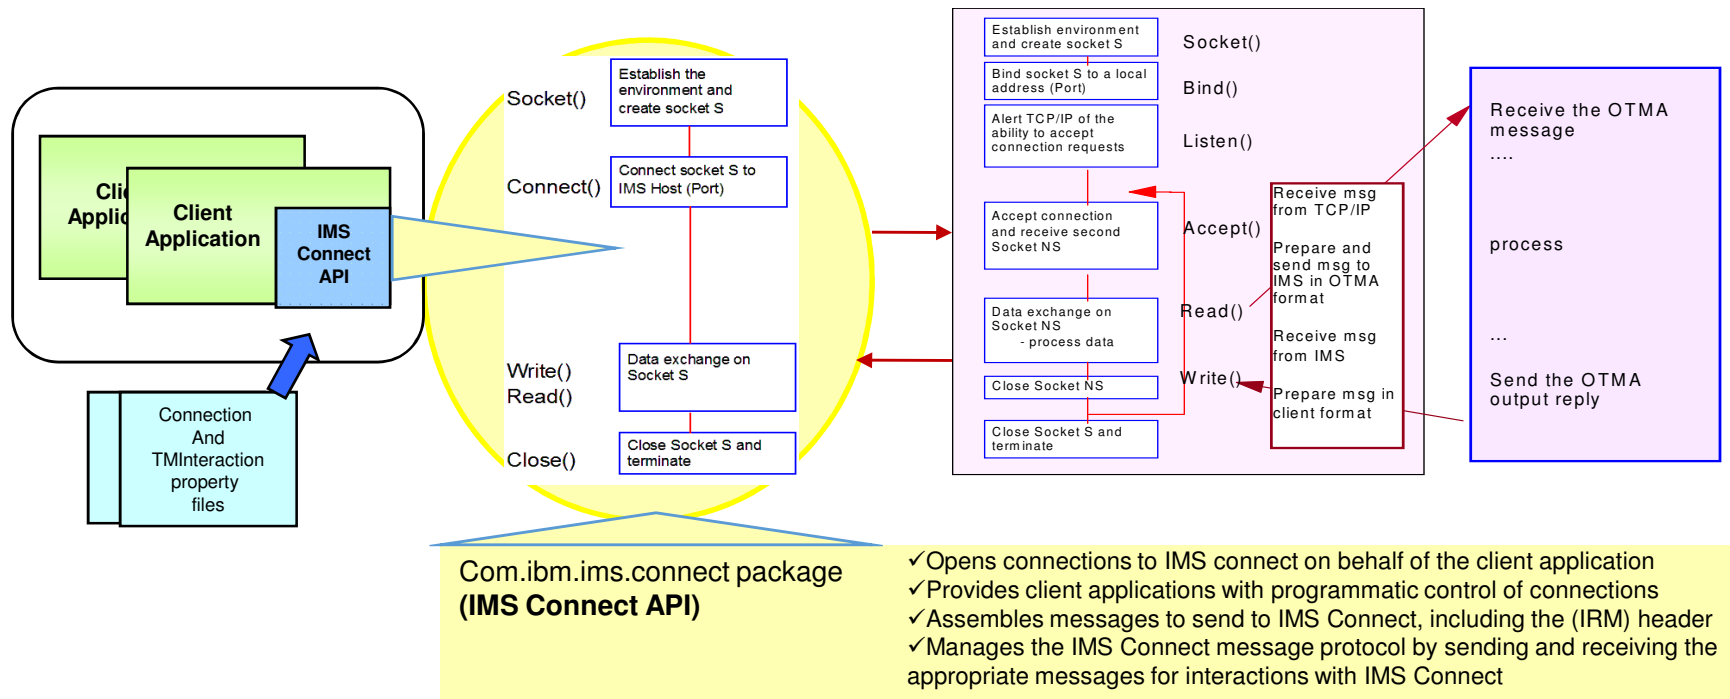 Client
Application
Client
Application
IMS
Connect
API
Connection
And
TMInteraction
property
files
Socket()
Establish the
environment and
create socket S
Connect()
Connect socket S to
IMS Host (Port)
Write()
Read()
Data exchange on
Socket S
Close()
Close Socket S and
terminate
Establish environment
and create socket S
Socket()
Bind socket S to a local
address (Port)
Bind()
Alert TCP/IP of the
ability to accept
connection requests
Listen()
Accept connection
and receive second
Socket NS
Accept()
Data exchange on
Socket NS
- process data
Read()
Close Socket NS
Write()
Close Socket S and
terminate
Receive msg
from TCP/IP
Prepare and
send msg to
IMS in OTMA
format
Receive msg
from IMS
Prepare msg in
client format
Receive the OTMA
message
....
process
...
Send the OTMA
output reply
Com.ibm.ims.connect package
(IMS Connect API)
✓Opens connections to IMS connect on behalf of the client application
✓Provides client applications with programmatic control of connections
✓Assembles messages to send to IMS Connect, including the (IRM) header
✓Manages the IMS Connect message protocol by sending and receiving the
appropriate messages for interactions with IMS Connect